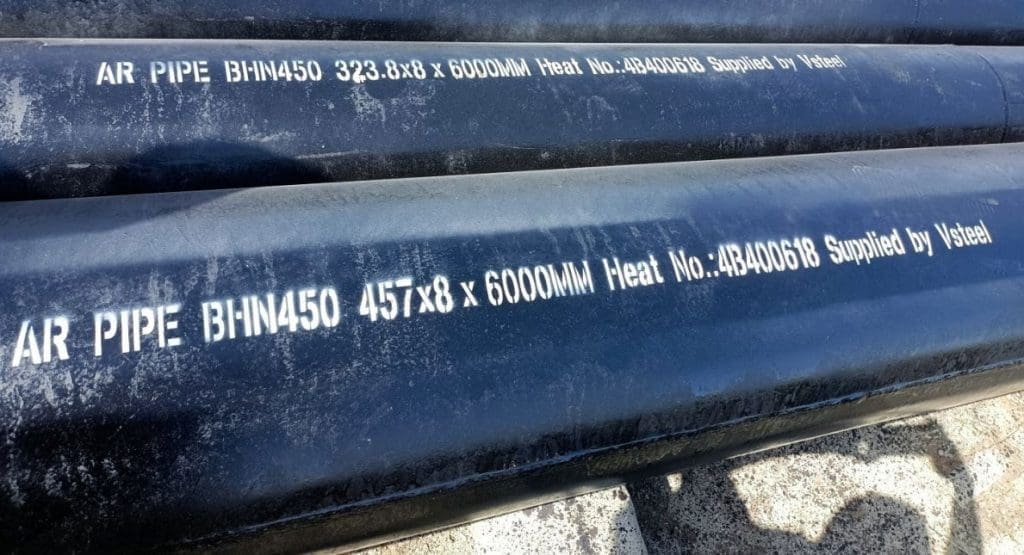 AR PIPE BHN450 323.8x8 x 6000MM Heat No.:4B400618 Supplied by Vsteel
AR PIPE BHN450 457x8 x 6000MM Heat No.:4B400618 Supplied by Vsteel